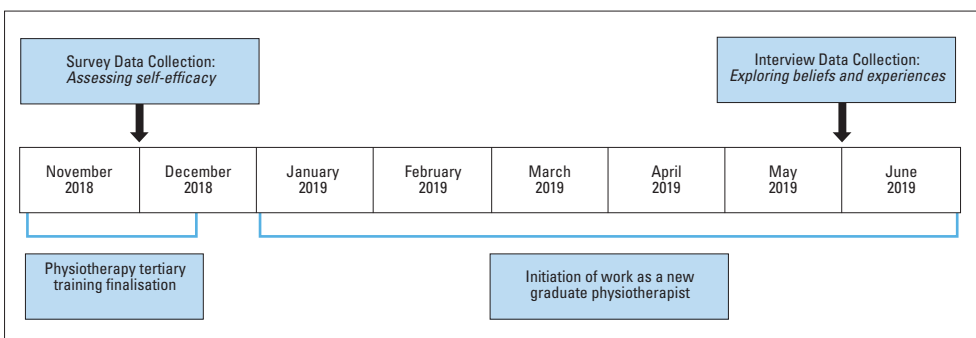 Survey Data Collection:
Assessing self-efficacy
Interview Data Collection:
Exploring beliefs and experiences
November
2018
December
2018
January
2019
February
2019
March
2019
April
2019
May
2019
June
2019
Physiotherapy tertiary
training finalisation
Initiation of work as a new
graduate physiotherapist